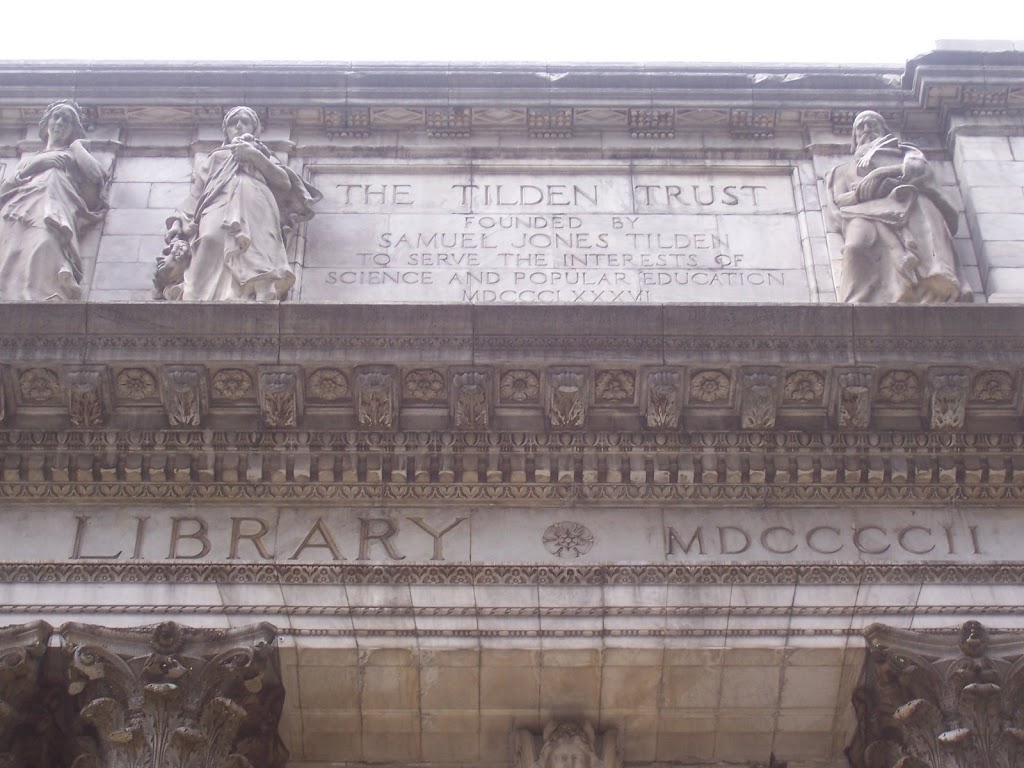 THE TILDEN TRUST
FOUNDED BY
SAMUEL JONES TILDEN
TO SERVE THE INTERESTS OF
SCIENCE AND POPULAR EDUCATION
MDCCCLXXXVI
LIBRARY MDCCCCII